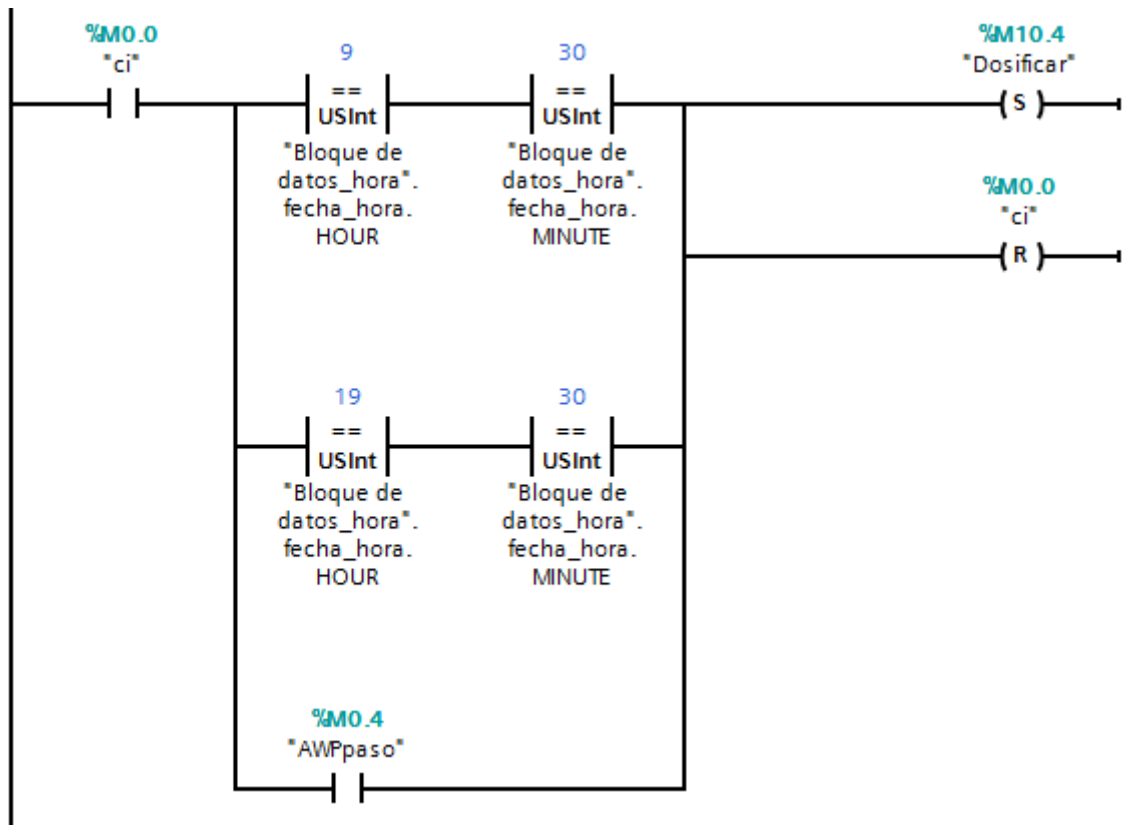 %M0.0
"ci"
9
==
USInt
"Bloque de
datos_hora".
fecha_hora.
HOUR
30
==
USInt
"Bloque de
datos_hora".
fecha_hora.
MINUTE
%M10.4
"Dosificar"
S
%M0.0
"ci"
R
19
==
USInt
"Bloque de
datos_hora".
fecha_hora.
HOUR
30
==
USInt
"Bloque de
datos_hora".
fecha_hora.
MINUTE
%M0.4
"AWPpaso"